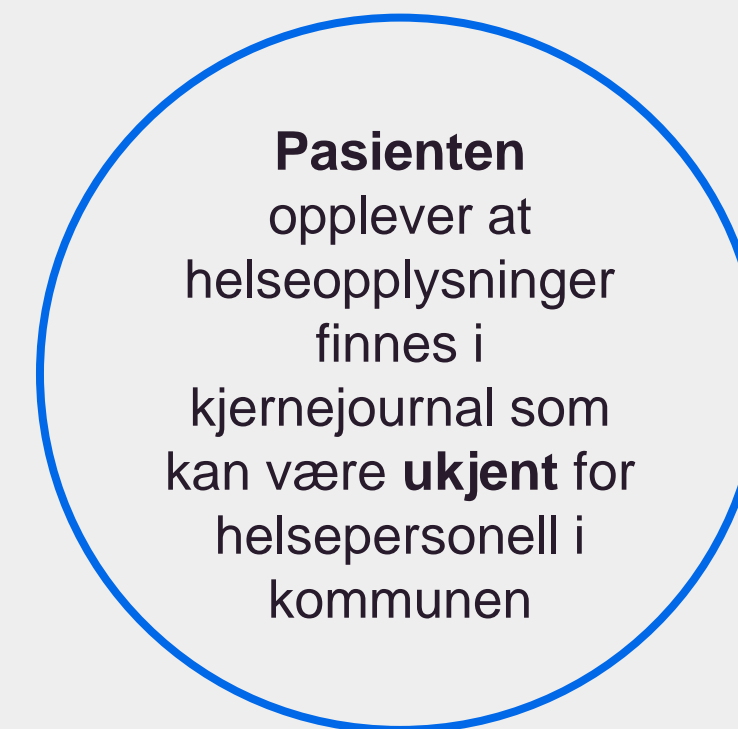 Pasienten
opplever at
helseopplysninger
finnes i
kjernejournal som
kan være ukjent for
helsepersonell i
kommunen